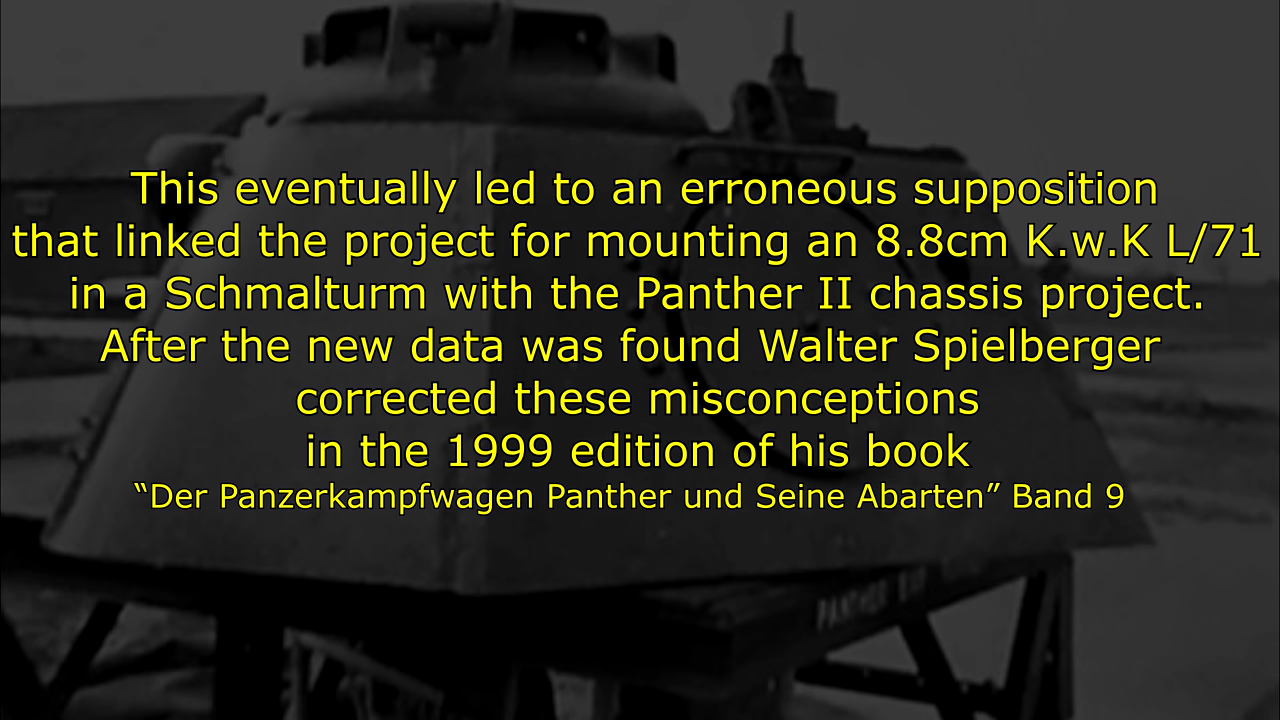 This eventually led to an erroneous supposition
that linked the project for mounting an 8.8cm K.w.K L/71
in a Schmalturm with the Panther II chassis project.
After the new data was found Walter Spielberger
corrected these misconceptions
in the 1999 edition of his book
“Der Panzerkampfwagen Panther und Seine Abarten” Band 9
PANTHER